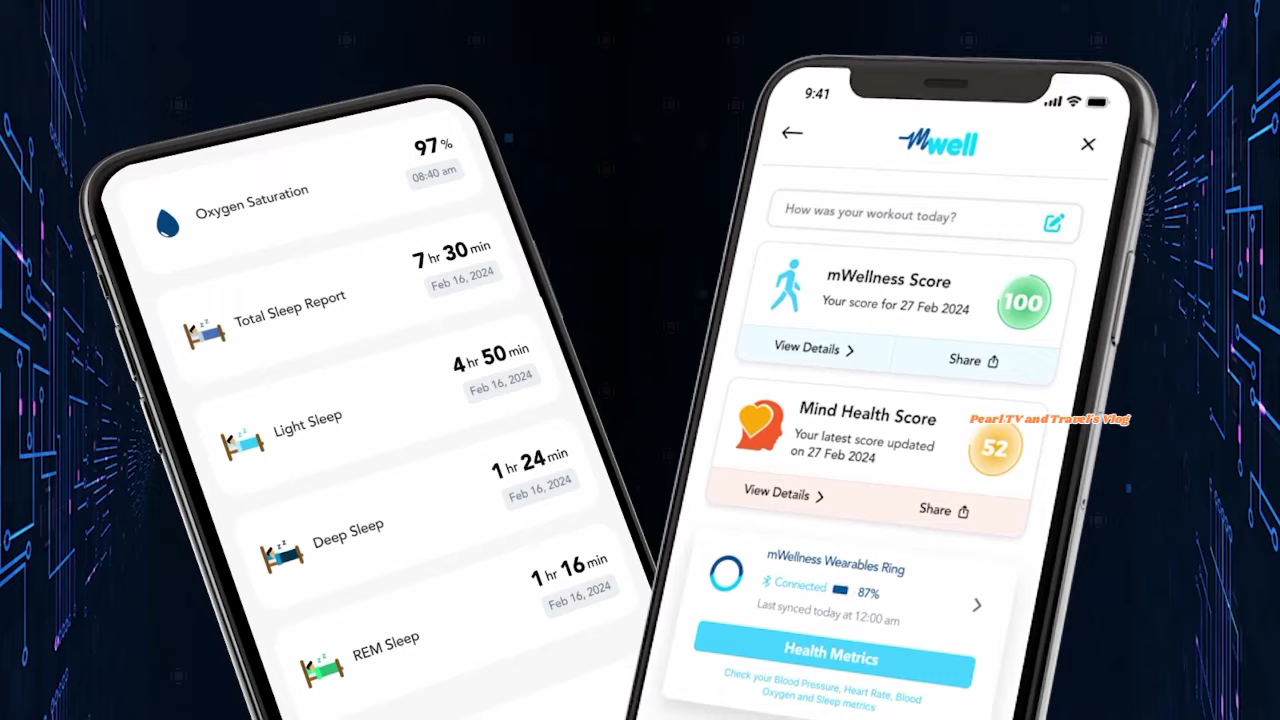 97 %
08:40 am
Oxygen Saturation
7 hr 30 min
Feb 16, 2024
Total Sleep Report
4 hr 50 min
Feb 16, 2024
Light Sleep
1 hr 24 min
Feb 16, 2024
Deep Sleep
1 hr 16 min
Feb 16, 2024
REM Sleep
9:41
mwell
How was your workout today?
mWellness Score
Your score for 27 Feb 2024
100
View Details
Share
Mind Health Score
Your latest score updated
on 27 Feb 2024
52
Pearl TV and Travel's Vlog
View Details
Share
mWellness Wearables Ring
Connected 87%
Last synced today at 12:00 am
Health Metrics
Check your Blood Pressure, Heart Rate, Blood
Oxygen and Sleep metrics